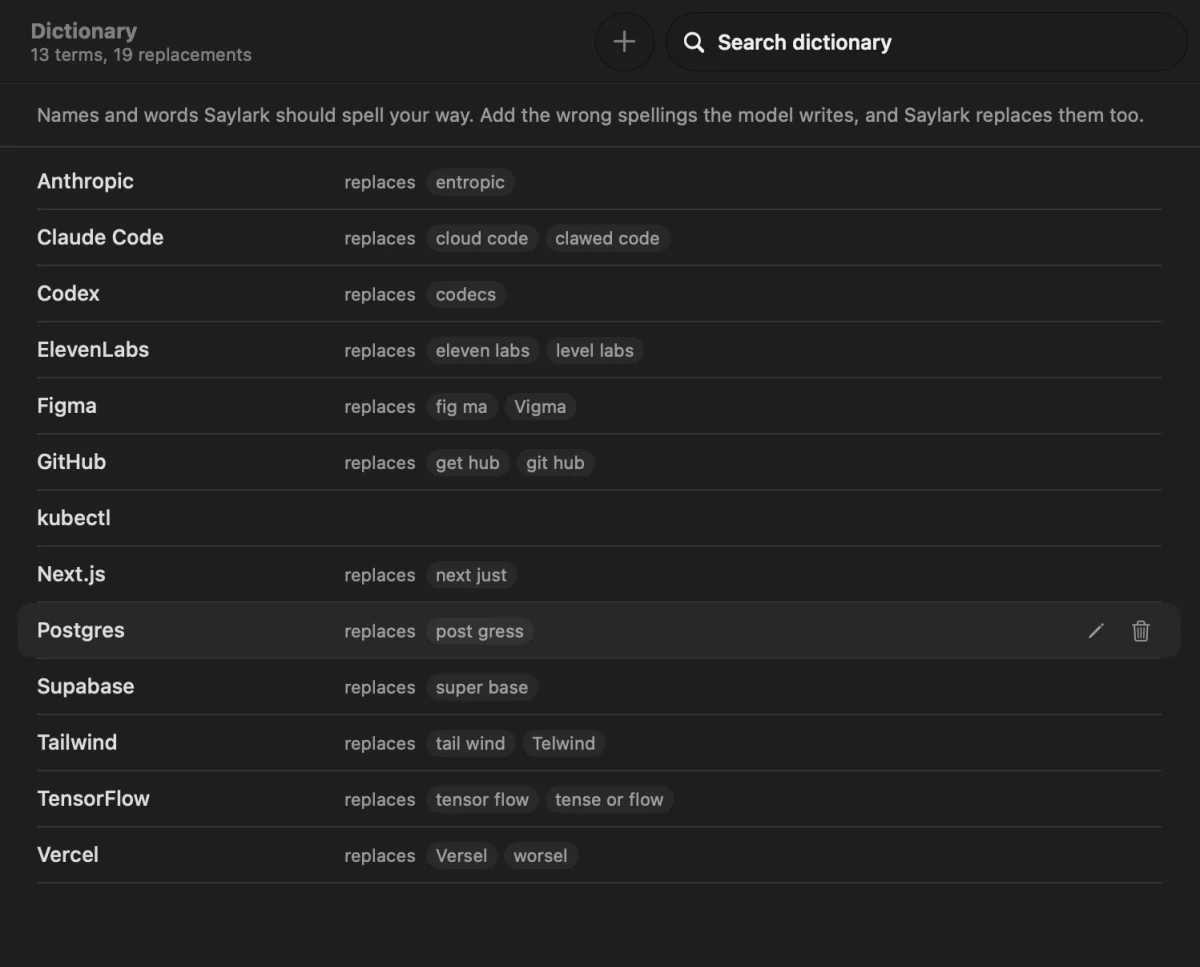 Dictionary
13 terms, 19 replacements
Search dictionary
Names and words Saylark should spell your way. Add the wrong spellings the model writes, and Saylark replaces them too.
Anthropic replaces entropic
Claude Code replaces cloud code clawed code
Codex replaces codecs
ElevenLabs replaces eleven labs level labs
Figma replaces fig ma Vigma
GitHub replaces get hub git hub
kubectl
Next.js replaces next just
Postgres replaces post gress
Supabase replaces super base
Tailwind replaces tail wind Telwind
TensorFlow replaces tensor flow tense or flow
Vercel replaces Versel worsel